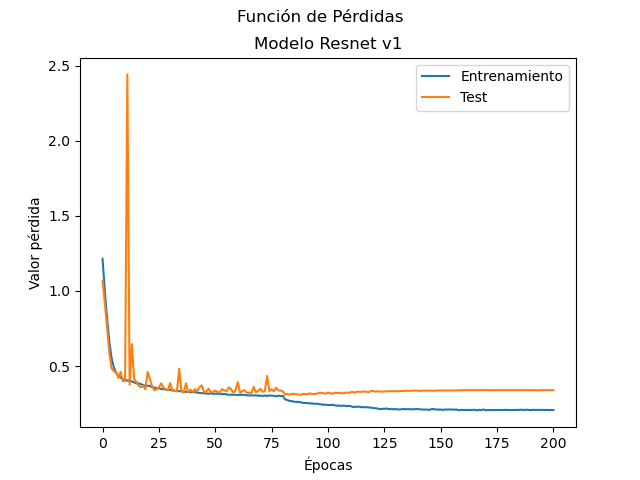 Función de Pérdidas
Modelo Resnet v1
Entrenamiento
Test
Valor pérdida
2.5
2.0
1.5
1.0
0.5
0 25 50 75 100 125 150 175 200
Épocas